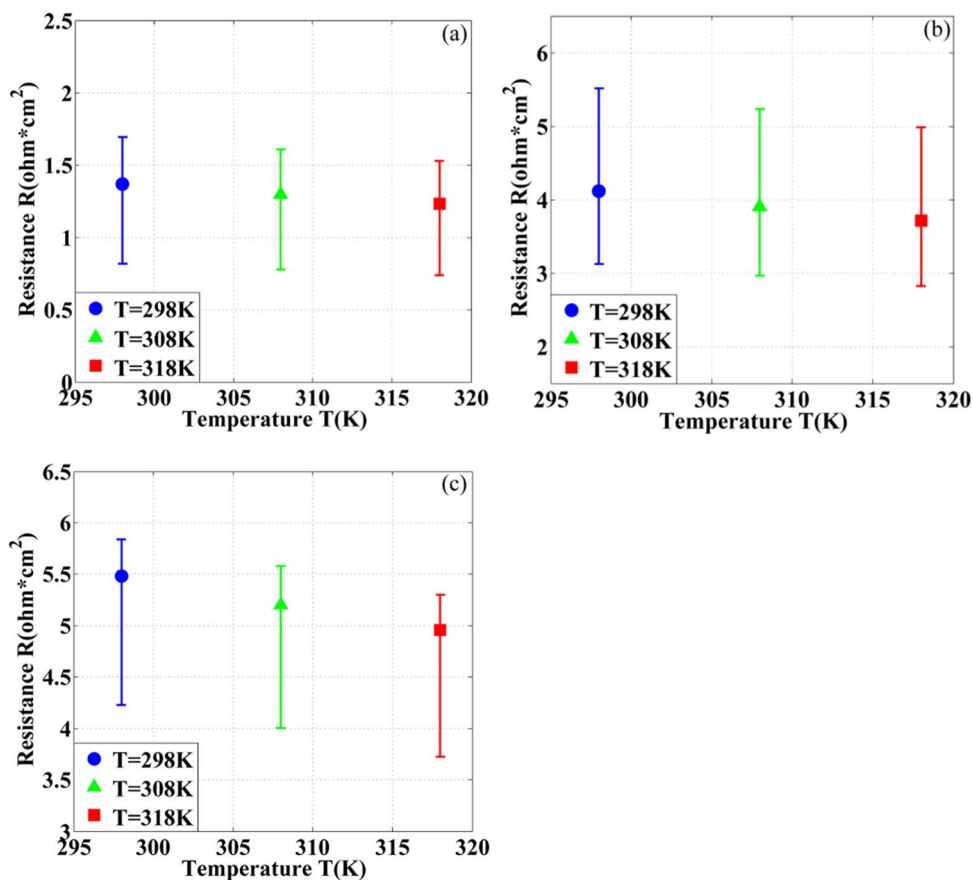 (a)
Resistance R(ohm*cm²)
2.5
2
1.5
1
0.5
0
T=298K
T=308K
T=318K
295 300 305 310 315 320
Temperature T(K)
(b)
Resistance R(ohm*cm²)
6
5
4
3
2
T=298K
T=308K
T=318K
295 300 305 310 315 320
Temperature T(K)
(c)
Resistance R(ohm*cm²)
6.5
6
5.5
5
4.5
4
3.5
3
T=298K
T=308K
T=318K
295 300 305 310 315 320
Temperature T(K)